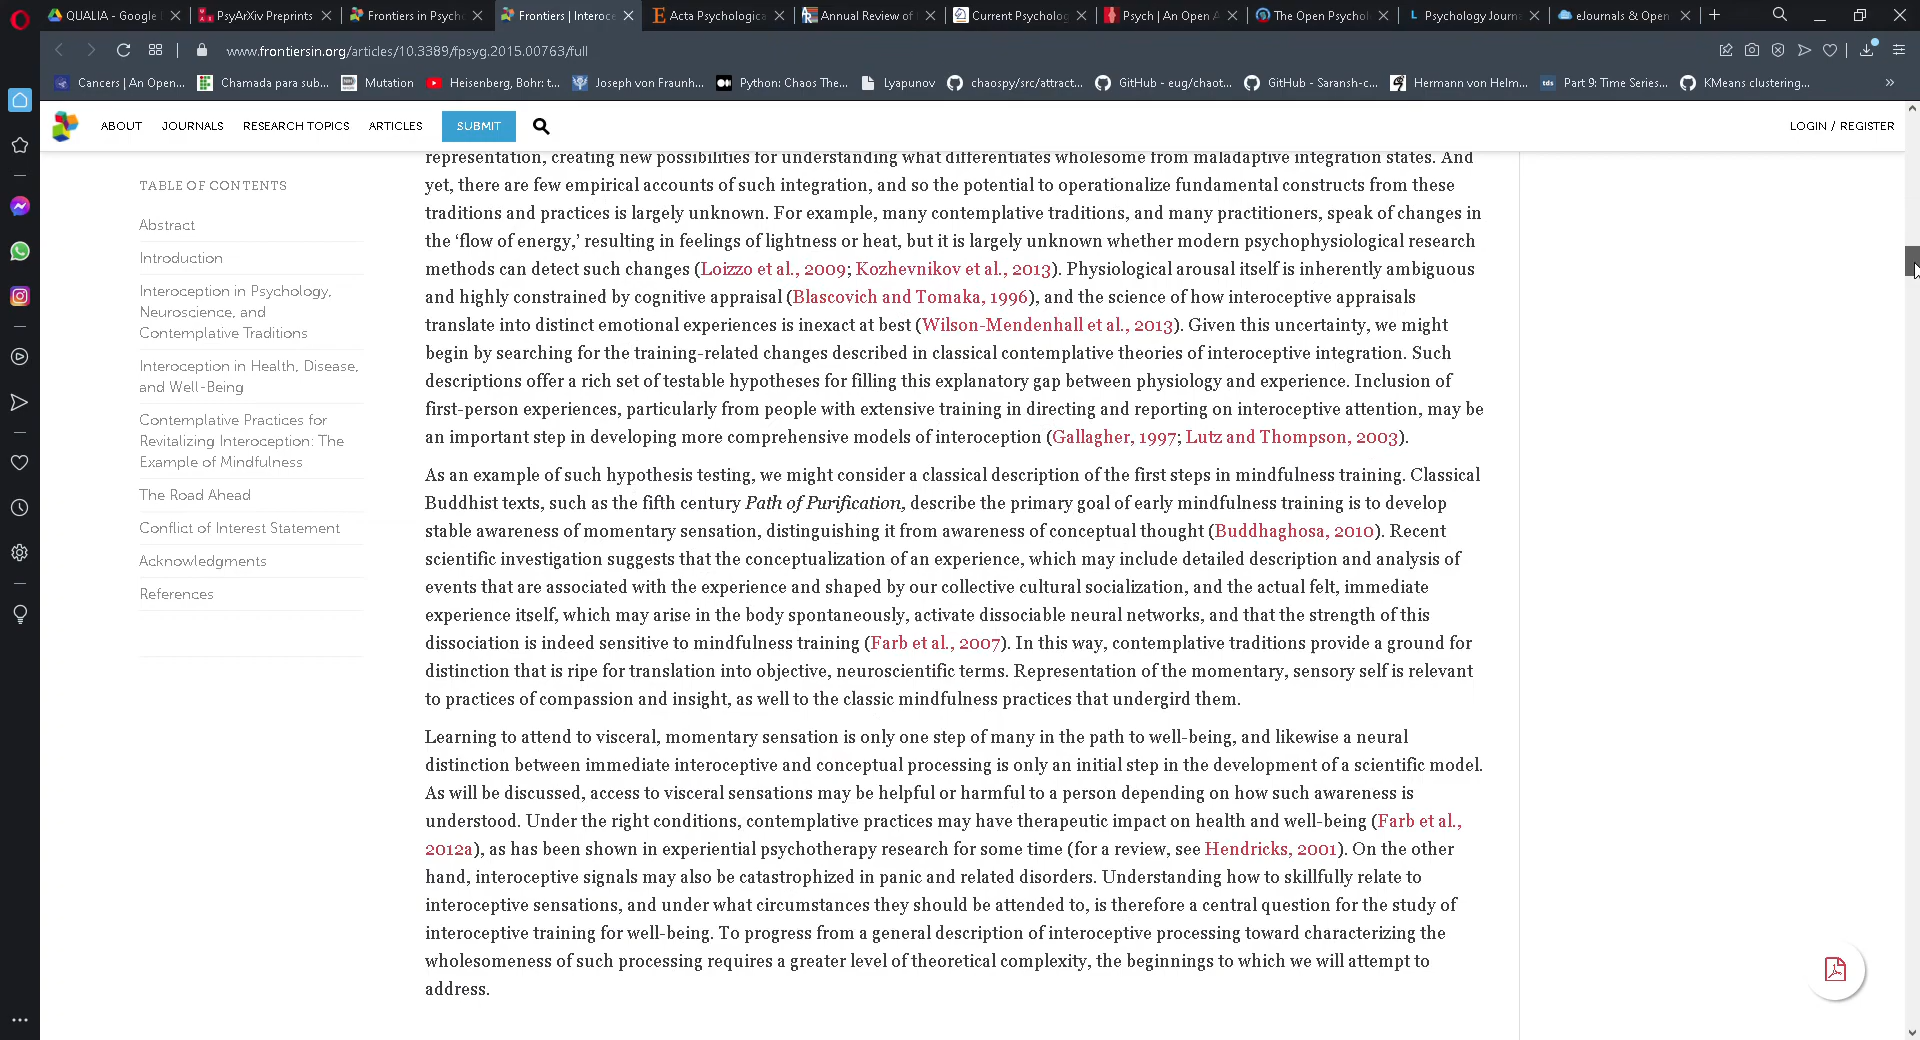 QUALIA - Google
PsyArXiv Preprints
Frontiers in Psych
Frontiers | Interoc
Acta Psychologica
Annual Review of
Current Psycholog
Psych | An Open A
The Open Psychol
Psychology Journ
eJournals & Open
www.frontiersin.org/articles/10.3389/fpsyg.2015.00763/full
Cancers | An Open...
Chamada para sub...
Mutation
Heisenberg, Bohr: t...
Joseph von Fraunh...
Python: Chaos The...
Lyapunov
chaospy/src/attract...
GitHub - eug/chaot...
GitHub - Saransh-c...
Hermann von Helm...
tds Part 9: Time Series...
KMeans clustering...
ABOUT
JOURNALS
RESEARCH TOPICS
ARTICLES
SUBMIT
LOGIN / REGISTER
TABLE OF CONTENTS
Abstract
Introduction
Interoception in Psychology,
Neuroscience, and
Contemplative Traditions
Interoception in Health, Disease,
and Well-Being
Contemplative Practices for
Revitalizing Interoception: The
Example of Mindfulness
The Road Ahead
Conflict of Interest Statement
Acknowledgments
References
representation, creating new possibilities for understanding what differentiates wholesome from maladaptive integration states. And
yet, there are few empirical accounts of such integration, and so the potential to operationalize fundamental constructs from these
traditions and practices is largely unknown. For example, many contemplative traditions, and many practitioners, speak of changes in
the ‘flow of energy,’ resulting in feelings of lightness or heat, but it is largely unknown whether modern psychophysiological research
methods can detect such changes (Loizzo et al., 2009; Kozhevnikov et al., 2013). Physiological arousal itself is inherently ambiguous
and highly constrained by cognitive appraisal (Blascovich and Tomaka, 1996), and the science of how interoceptive appraisals
translate into distinct emotional experiences is inexact at best (Wilson-Mendenhall et al., 2013). Given this uncertainty, we might
begin by searching for the training-related changes described in classical contemplative theories of interoceptive integration. Such
descriptions offer a rich set of testable hypotheses for filling this explanatory gap between physiology and experience. Inclusion of
first-person experiences, particularly from people with extensive training in directing and reporting on interoceptive attention, may be
an important step in developing more comprehensive models of interoception (Gallagher, 1997; Lutz and Thompson, 2003).
As an example of such hypothesis testing, we might consider a classical description of the first steps in mindfulness training. Classical
Buddhist texts, such as the fifth century Path of Purification, describe the primary goal of early mindfulness training is to develop
stable awareness of momentary sensation, distinguishing it from awareness of conceptual thought (Buddhaghosa, 2010). Recent
scientific investigation suggests that the conceptualization of an experience, which may include detailed description and analysis of
events that are associated with the experience and shaped by our collective cultural socialization, and the actual felt, immediate
experience itself, which may arise in the body spontaneously, activate dissociable neural networks, and that the strength of this
dissociation is indeed sensitive to mindfulness training (Farb et al., 2007). In this way, contemplative traditions provide a ground for
distinction that is ripe for translation into objective, neuroscientific terms. Representation of the momentary, sensory self is relevant
to practices of compassion and insight, as well to the classic mindfulness practices that undergird them.
Learning to attend to visceral, momentary sensation is only one step of many in the path to well-being, and likewise a neural
distinction between immediate interoceptive and conceptual processing is only an initial step in the development of a scientific model.
As will be discussed, access to visceral sensations may be helpful or harmful to a person depending on how such awareness is
understood. Under the right conditions, contemplative practices may have therapeutic impact on health and well-being (Farb et al.,
2012a), as has been shown in experiential psychotherapy research for some time (for a review, see Hendricks, 2001). On the other
hand, interoceptive signals may also be catastrophized in panic and related disorders. Understanding how to skillfully relate to
interoceptive sensations, and under what circumstances they should be attended to, is therefore a central question for the study of
interoceptive training for well-being. To progress from a general description of interoceptive processing toward characterizing the
wholesomeness of such processing requires a greater level of theoretical complexity, the beginnings to which we will attempt to
address.